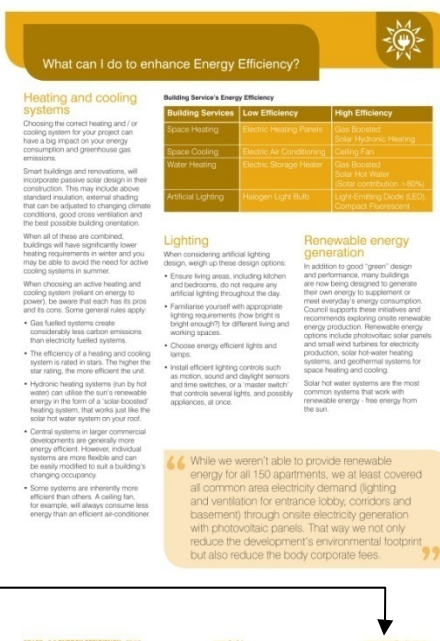 What can I do to enhance Energy Efficiency?
Heating and cooling
systems
Choosing the correct heating and / or
cooling system for your project can
have a big impact on your energy
consumption and greenhouse gas
emissions.
Smart buildings and renovations, will
incorporate passive solar design in their
construction. This may include above
standard insulation, external shading
that can be adjusted to changing climate
conditions, good cross ventilation and
the best possible building orientation.
When all of these are combined,
buildings will have significantly lower
heating requirements in winter and you
may be able to avoid the need for active
cooling systems in summer.
When choosing an active heating and
cooling system (reliant on energy to
power), be aware that each has its pros
and its cons. Some general rules apply:
• Gas fuelled systems create
considerably less carbon emissions
than electricity fuelled systems.
• The efficiency of a heating and cooling
system is rated in stars. The higher the
star rating, the more efficient the unit.
• Hydronic heating systems (run by hot
water) can utilise the sun's renewable
energy in the form of a 'solar-boosted'
heating system, that works just like the
solar hot water system on your roof.
• Central systems in larger commercial
developments are generally more
energy efficient. However, individual
systems are more flexible and can
be easily modified to suit a building's
changing occupancy.
• Some systems are inherently more
efficient than others. A ceiling fan,
for example, will always consume less
energy than an efficient air-conditioner.
Building Service's Energy Efficiency
Building Services Low Efficiency High Efficiency
Space Heating Electric Heating Panels Gas Boosted
Solar Hydronic Heating
Space Cooling Electric Air Conditioning Ceiling Fan
Water Heating Electric Storage Heater Gas Boosted
Solar Hot Water
(Solar contribution >80%)
Artificial Lighting Halogen Light Bulb Light-Emitting Diode (LED)
Compact Fluorescent
Lighting
When considering artificial lighting
design, weigh up these design options:
• Ensure living areas, including kitchen
and bedrooms, do not require any
artificial lighting throughout the day.
• Familiarise yourself with appropriate
lighting requirements (how bright is
bright enough?) for different living and
working spaces.
• Choose energy efficient lights and
lamps.
• Install efficient lighting controls such
as motion, sound and daylight sensors
and time switches, or a 'master switch'
that controls several lights, and possibly
appliances, at once.
Renewable energy
generation
In addition to good "green" design
and performance, many buildings
are now being designed to generate
their own energy to supplement or
meet everyday's energy consumption.
Council supports these initiatives and
recommends exploring onsite renewable
energy production. Renewable energy
options include photovoltaic solar panels
and small wind turbines for electricity
production, solar hot-water heating
systems, and geothermal systems for
space heating and cooling.
Solar hot water systems are the most
common systems that work with
renewable energy - free energy from
the sun.
“ While we weren't able to provide renewable
energy for all 150 apartments, we at least covered
all common area electricity demand (lighting
and ventilation for entrance lobby, corridors and
basement) through onsite electricity generation
with photovoltaic panels. That way we not only
reduce the development's environmental footprint
but also reduce the body corporate fees. ”